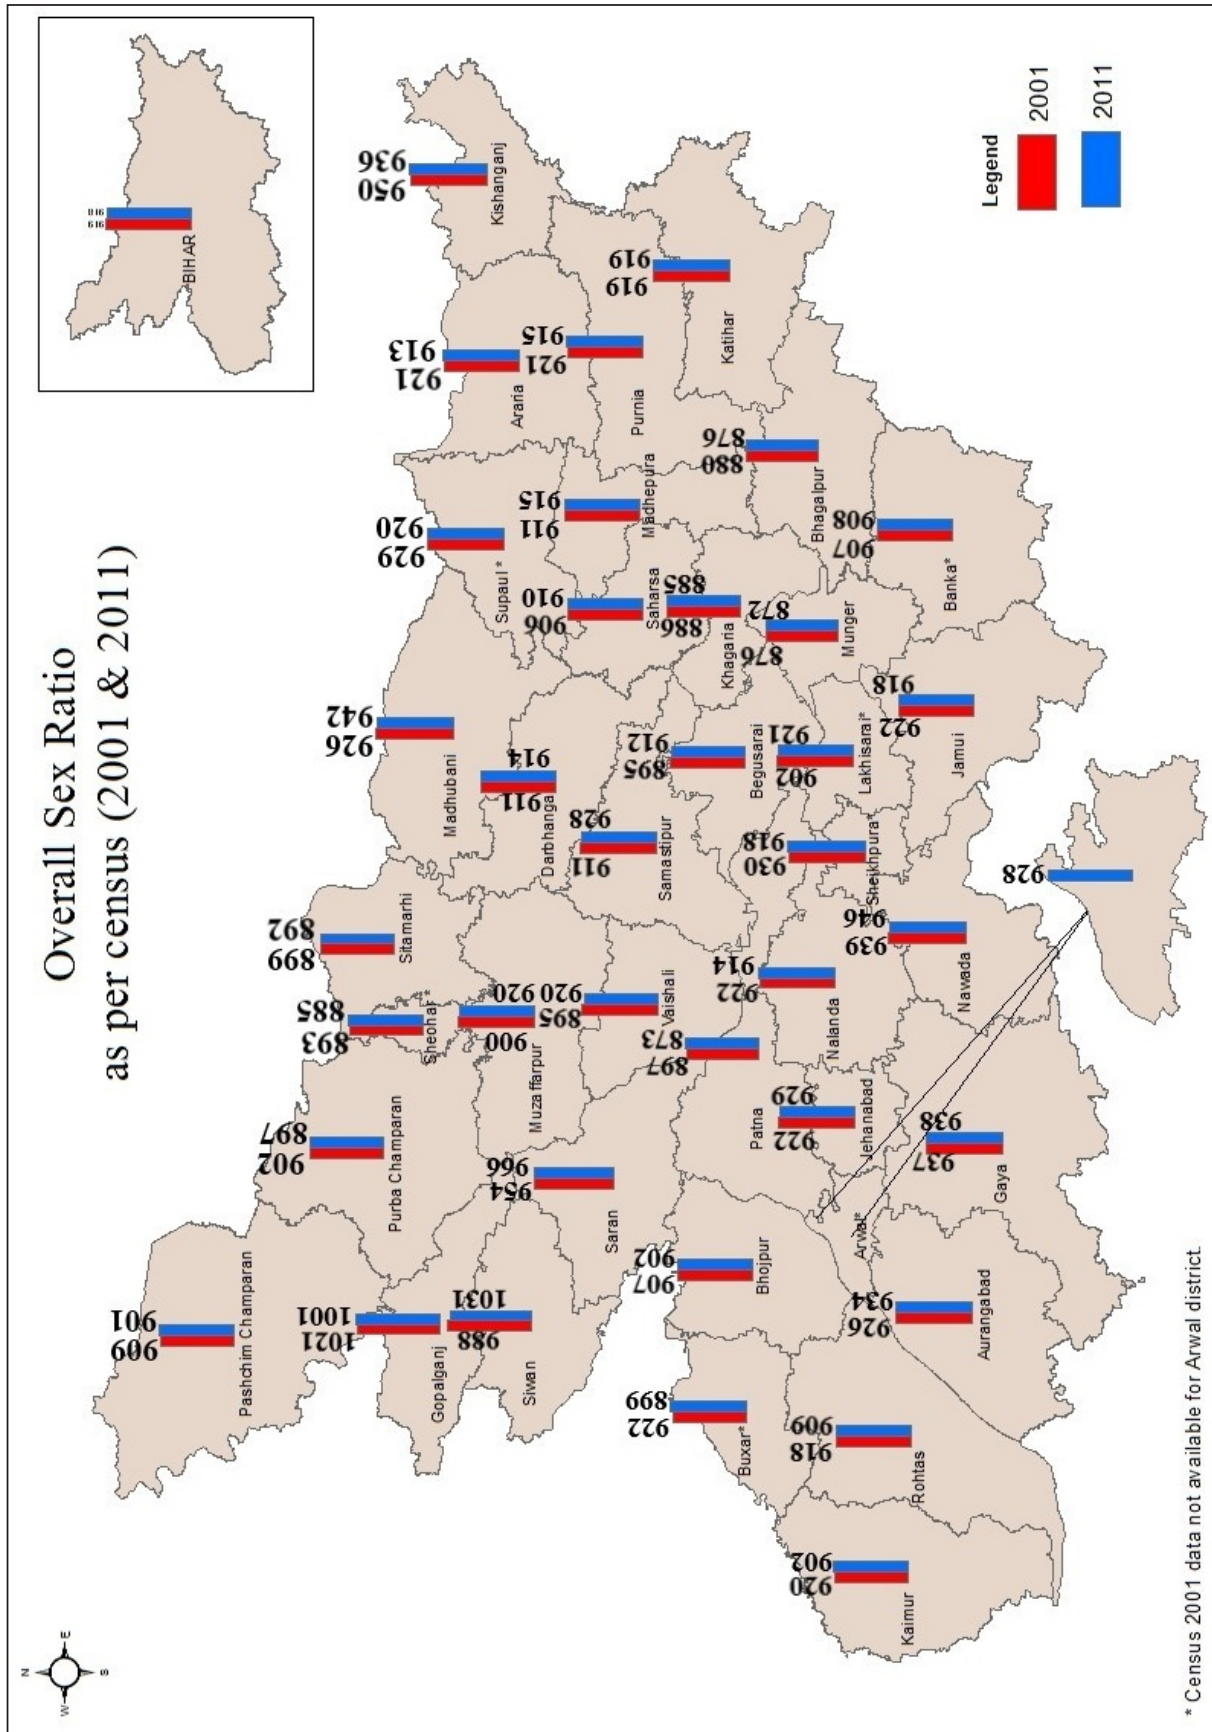 Overall Sex Ratio
as per census (2001 & 2011)
N
W
E
S
BIHAR
909
901
Pashchim Champaran
902
897
Purba Champaran
893
885
Sheohar*
899
892
Sitamarhi
926
942
Madhubani
929
920
Supaul *
921
913
Araria
950
936
Kishanganj
1021
1001
Gopalganj
988
1031
Siwan
954
966
Saran
900
920
Muzaffarpur
895
920
Vaishali
911
914
Darbhanga
911
928
Samastipur
906
910
Saharsa
911
915
Madhepura
921
915
Purnia
919
919
Katihar
922
899
Buxar*
907
902
Bhojpur
897
873
Patna
895
912
Begusarai
886
885
Khagaria
880
876
Bhagalpur
920
902
Kaimur
918
909
Rohtas
926
934
Aurangabad
Arwal*
922
929
Jehanabad
922
914
Nalanda
930
918
Sheikhpura*
902
921
Lakhisarai*
876
872
Munger
907
908
Banka*
937
938
Gaya
939
946
Nawada
922
918
Jamui
928
Legend
2001
2011
* Census 2001 data not available for Arwal district.